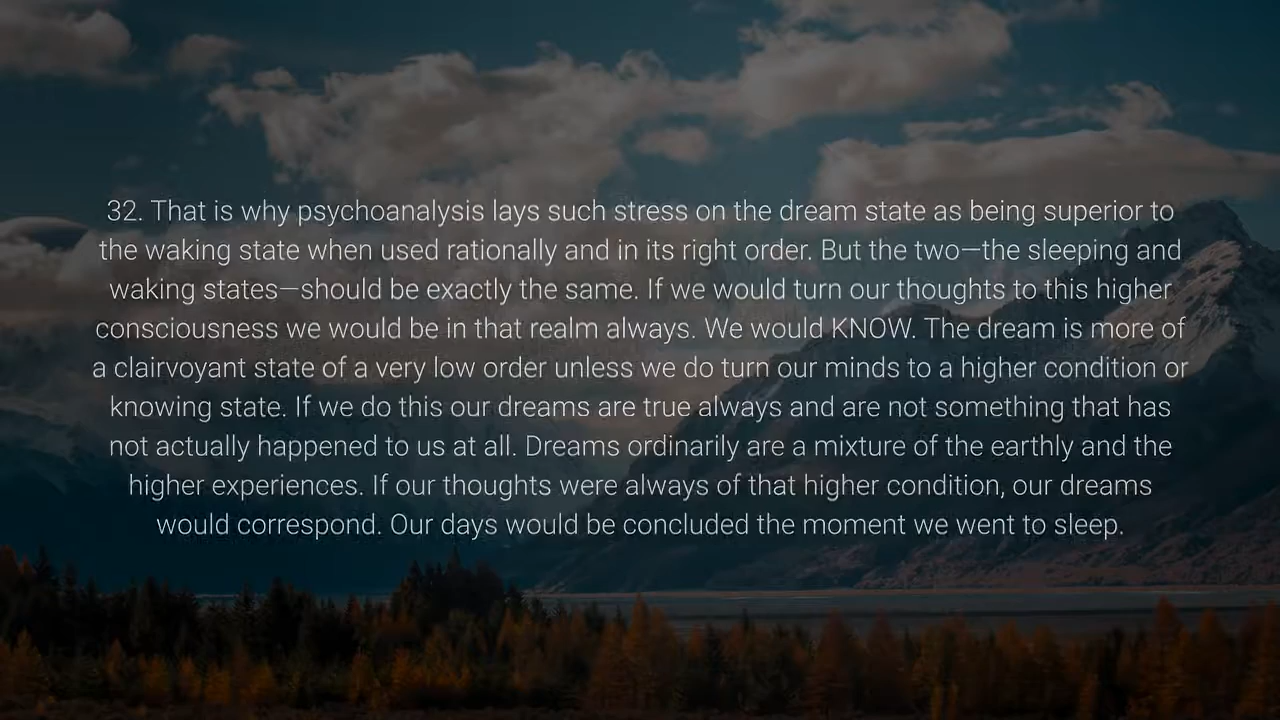 32. That is why psychoanalysis lays such stress on the dream state as being superior to
the waking state when used rationally and in its right order. But the two—the sleeping and
waking states—should be exactly the same. If we would turn our thoughts to this higher
consciousness we would be in that realm always. We would KNOW. The dream is more of
a clairvoyant state of a very low order unless we do turn our minds to a higher condition or
knowing state. If we do this our dreams are true always and are not something that has
not actually happened to us at all. Dreams ordinarily are a mixture of the earthly and the
higher experiences. If our thoughts were always of that higher condition, our dreams
would correspond. Our days would be concluded the moment we went to sleep.